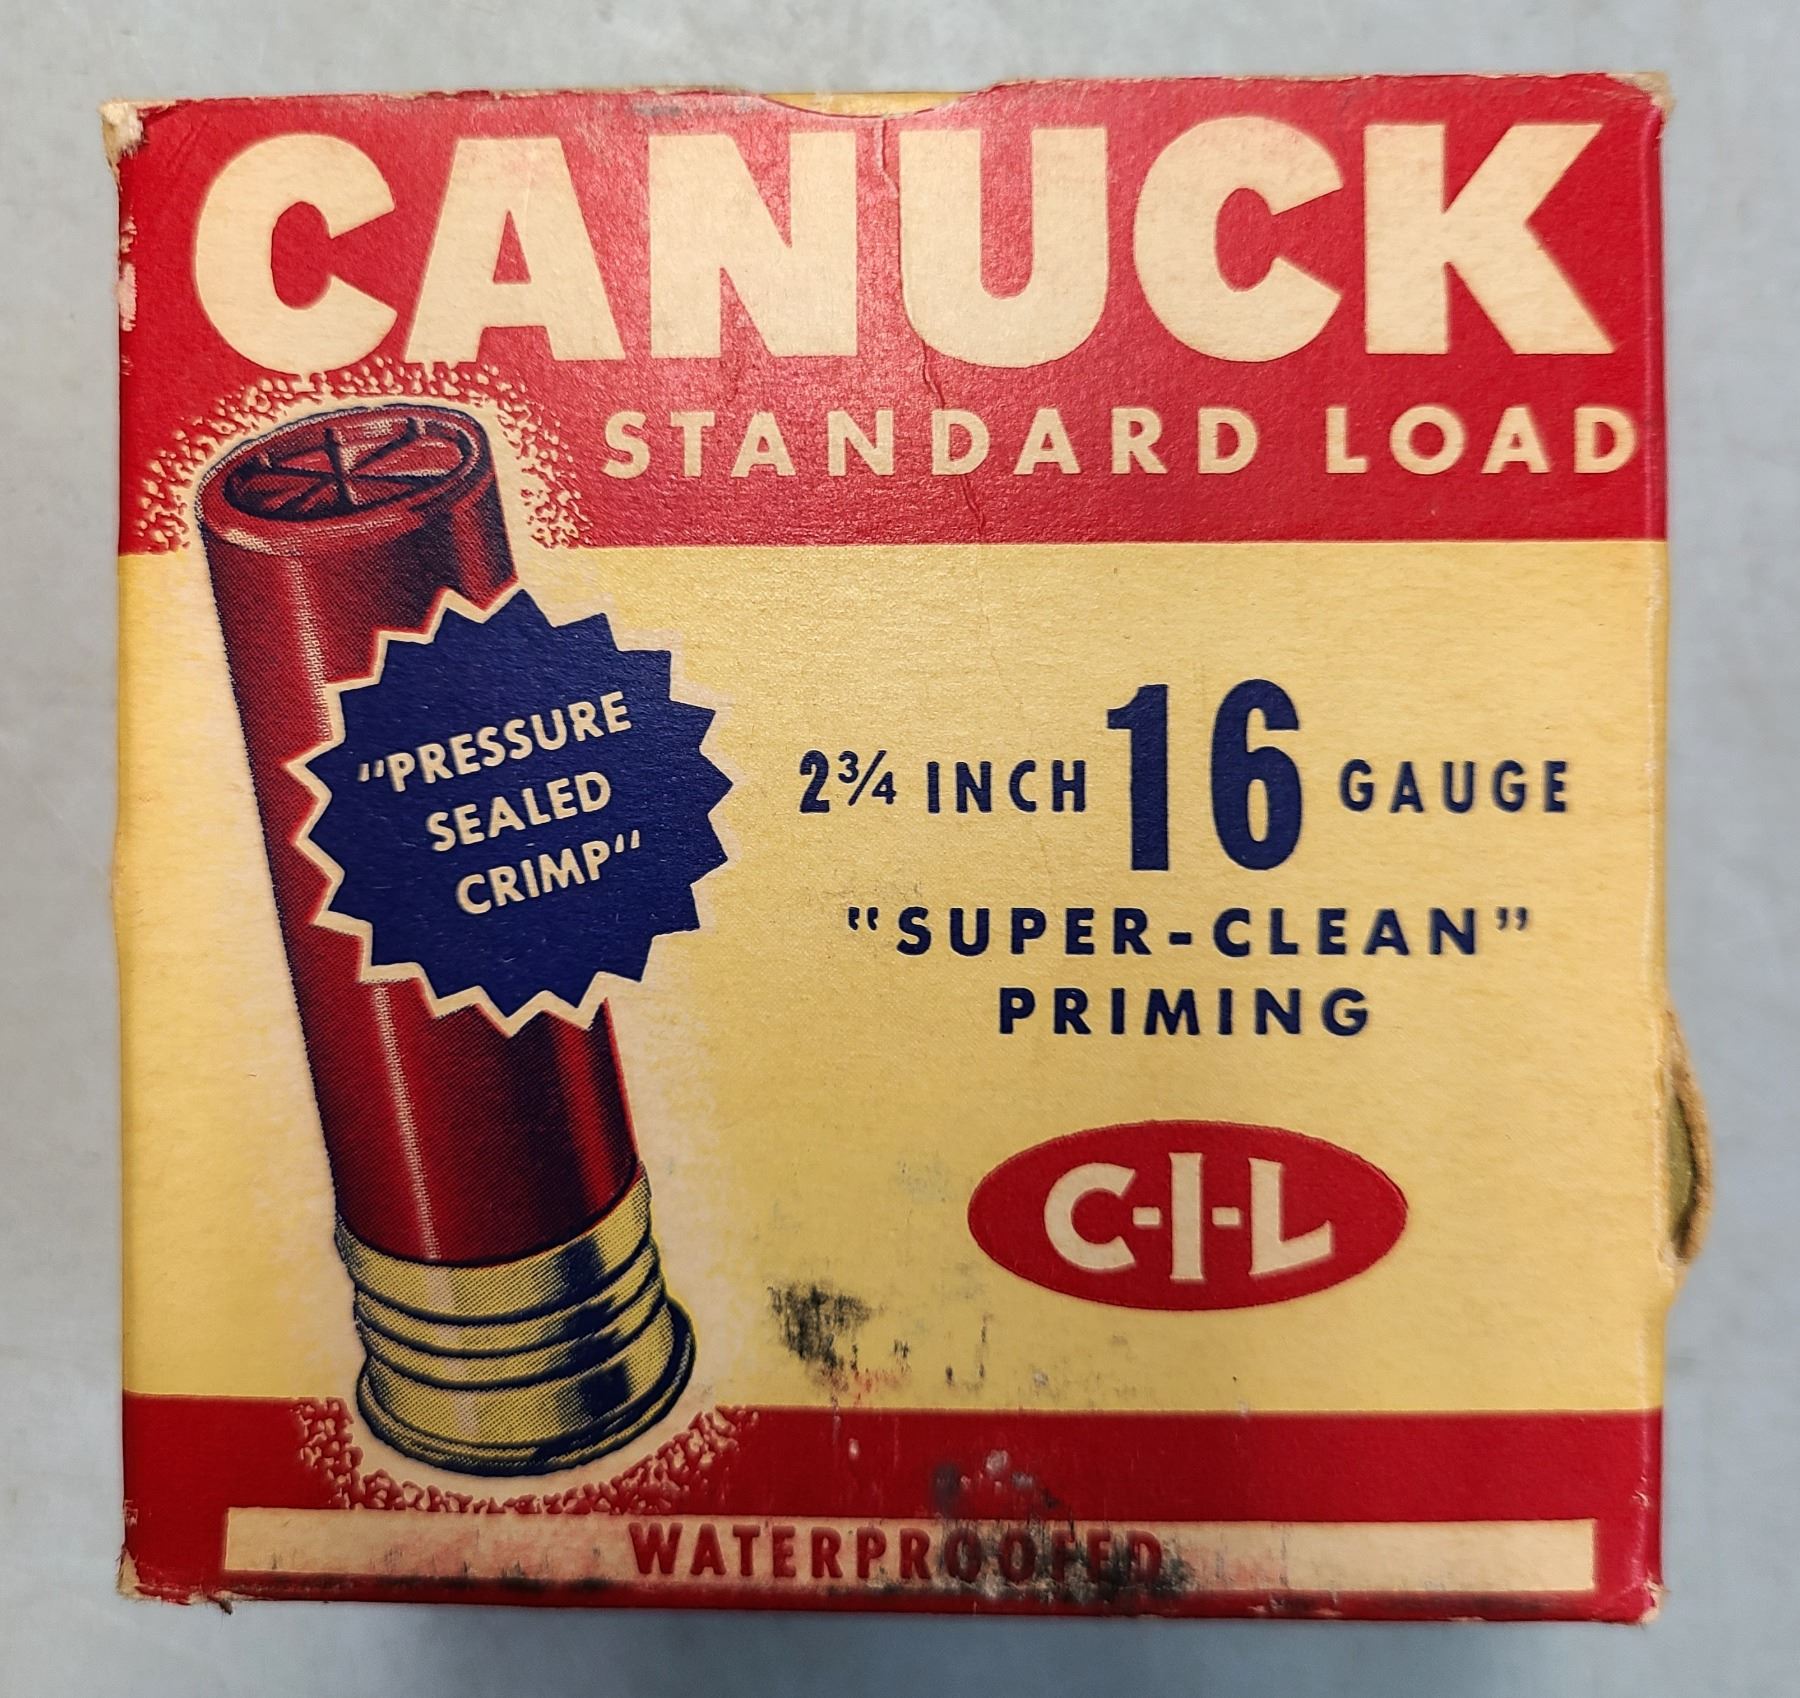 CANUCK
STANDARD LOAD
"PRESSURE
SEALED
CRIMP"
2¾ INCH 16 GAUGE
"SUPER-CLEAN"
PRIMING
C-I-L
WATERPROOFED